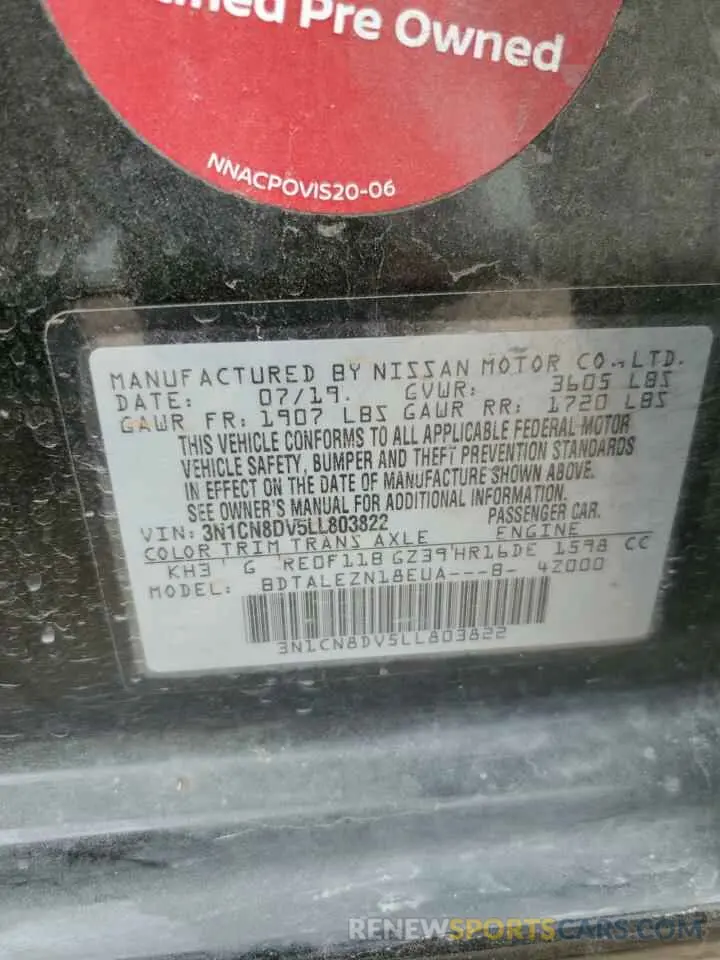 Pre Owned
NNACPOVIS20-06
MANUFACTURED BY NISSAN MOTOR CO.,LTD.
DATE: 07/19. GVWR: 3605 LBS
GAWR FR: 1907 LBS GAWR RR: 1720 LBS
THIS VEHICLE CONFORMS TO ALL APPLICABLE FEDERAL MOTOR
VEHICLE SAFETY, BUMPER AND THEFT PREVENTION STANDARDS
IN EFFECT ON THE DATE OF MANUFACTURE SHOWN ABOVE.
SEE OWNER'S MANUAL FOR ADDITIONAL INFORMATION.
VIN: 3N1CN8DV5LL803822 PASSENGER CAR.
COLOR TRIM TRANS AXLE ENGINE
KH3 G RE0F11B GZ39 HR16DE 1598 CC
MODEL: BDTALEZN18EUA---B- 4Z000
3N1CN8DV5LL803822
RENEWSPORTSCARS.COM